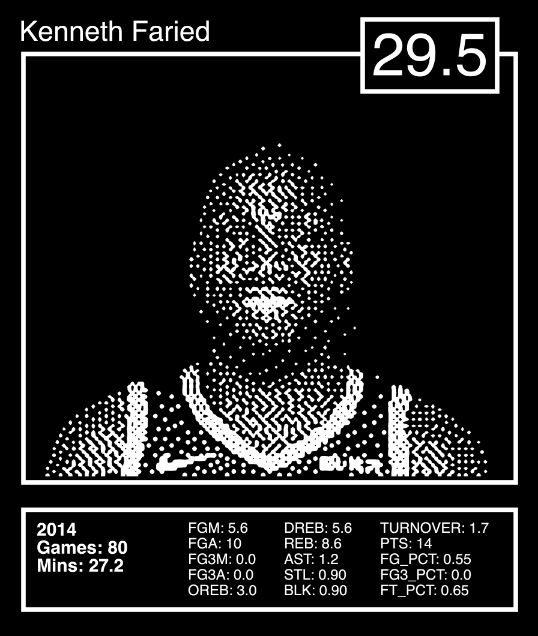 Kenneth Faried
29.5
2014
Games: 80
Mins: 27.2
FGM: 5.6
FGA: 10
FG3M: 0.0
FG3A: 0.0
OREB: 3.0
DREB: 5.6
REB: 8.6
AST: 1.2
STL: 0.90
BLK: 0.90
TURNOVER: 1.7
PTS: 14
FG_PCT: 0.55
FG3_PCT: 0.0
FT_PCT: 0.65